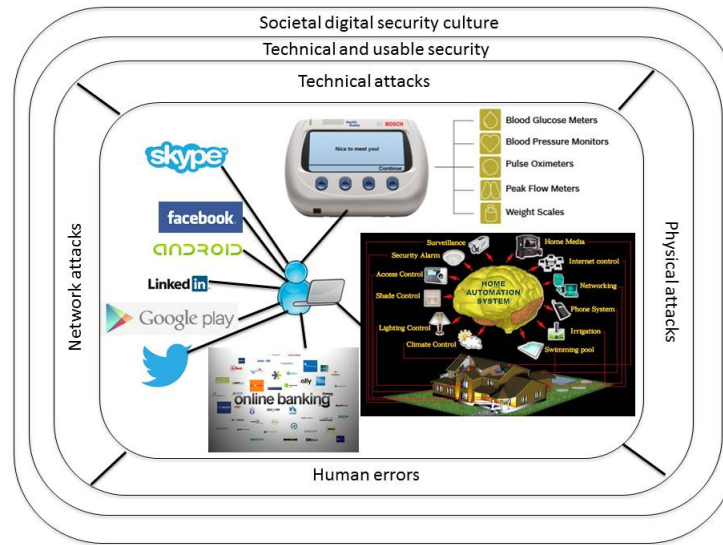 Societal digital security culture
Technical and usable security
Technical attacks
Network attacks
Physical attacks
Human errors
skype
facebook
ANDROID
Linked in
Google play
BOSCH
Nice to meet you!
Continue
Blood Glucose Meters
Blood Pressure Monitors
Pulse Oximeters
Peak Flow Meters
Weight Scales
online banking
ally
HOME
AUTOMATION
SYSTEM
Surveillance
Security Alarm
Access Control
Shade Control
Lighting Control
Climate Control
Home Media
Internet control
Networking
Phone System
Irrigation
Swimming pool